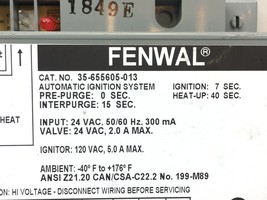 1849E
FENWAL®
CAT. NO. 35-655605-013
AUTOMATIC IGNITION SYSTEM IGNITION: 7 SEC.
PRE-PURGE: 0 SEC. HEAT-UP: 40 SEC.
INTERPURGE: 15 SEC.
HEAT
INPUT: 24 VAC, 50/60 Hz. 300 mA
VALVE: 24 VAC, 2.0 A MAX.
IGNITOR: 120 VAC, 5.0 A MAX.
AMBIENT: -40° F to +176° F
ANSI Z21.20 CAN/CSA-C22.2 No. 199-M89
ION: HI VOLTAGE - DISCONNECT WIRING BEFORE SERVICING